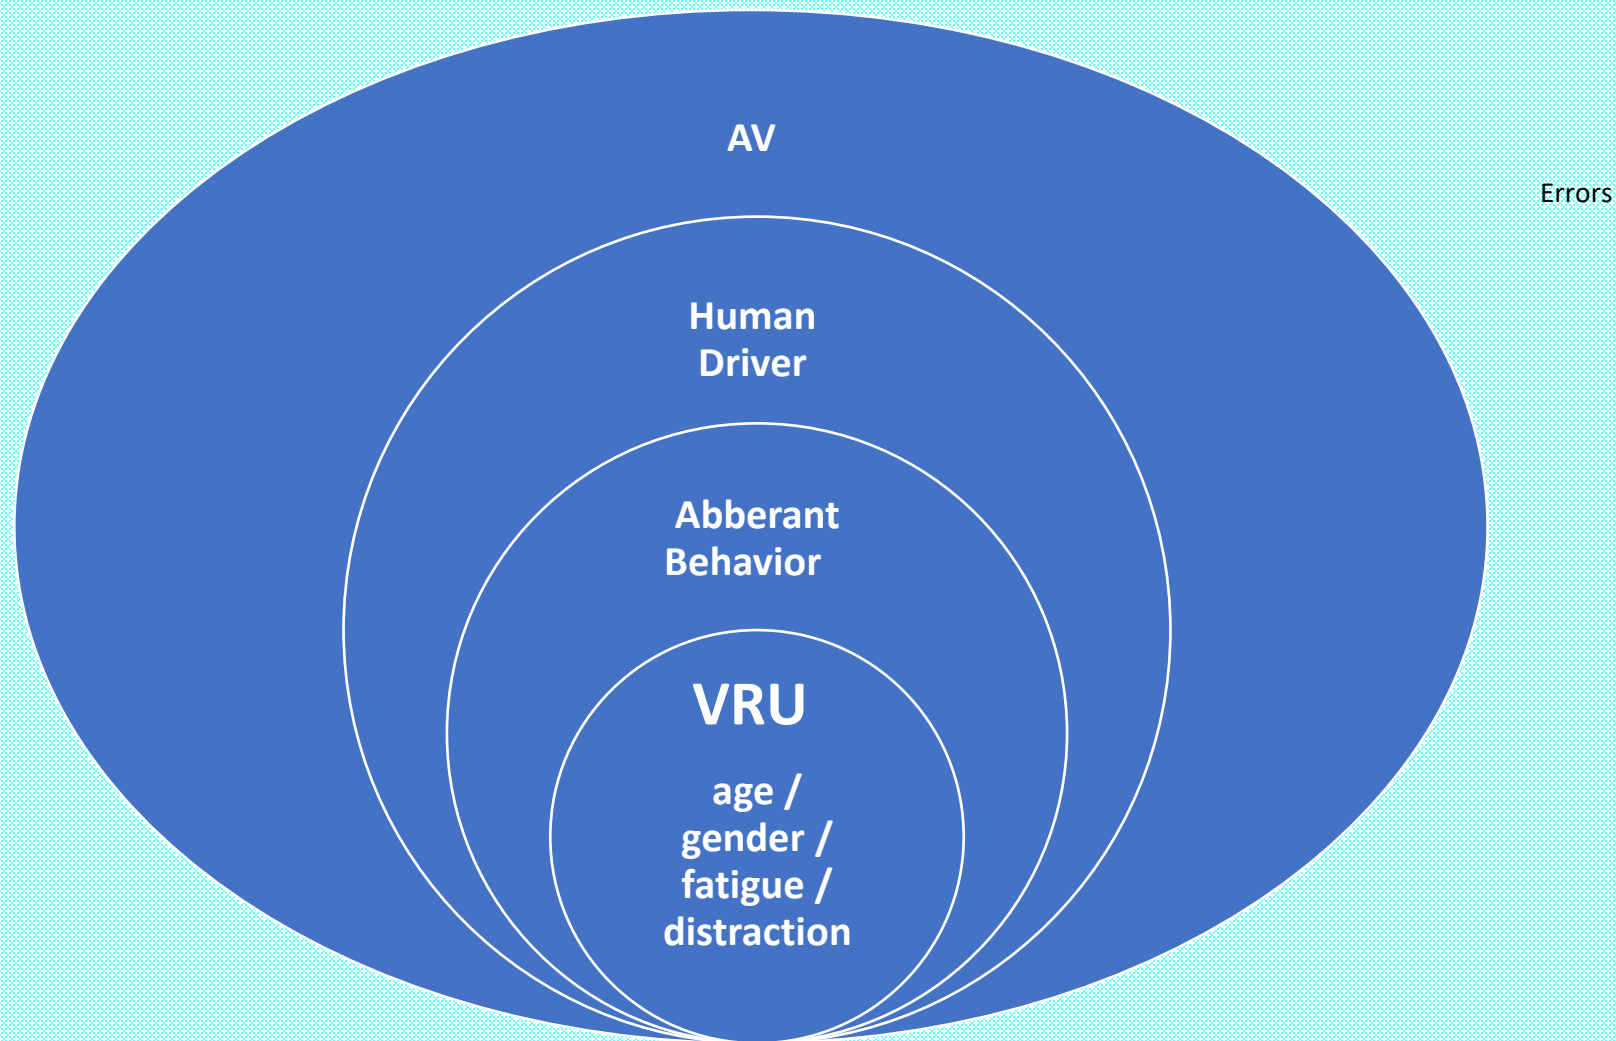 AV
Errors
Human
Driver
Abberant
Behavior
VRU
age /
gender /
fatigue /
distraction